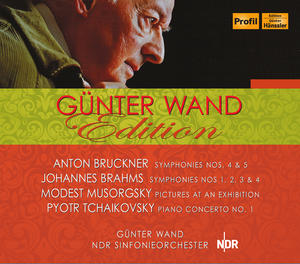 Profil
Edition
Günter
Hänssler
GÜNTER WAND
Edition
ANTON BRUCKNER SYMPHONIES NOS. 4 & 5
JOHANNES BRAHMS SYMPHONIES NOS 1, 2, 3 & 4
MODEST MUSORGSKY PICTURES AT AN EXHIBITION
PYOTR TCHAIKOVSKY PIANO CONCERTO NO. 1
GÜNTER WAND
NDR SINFONIEORCHESTER NDR